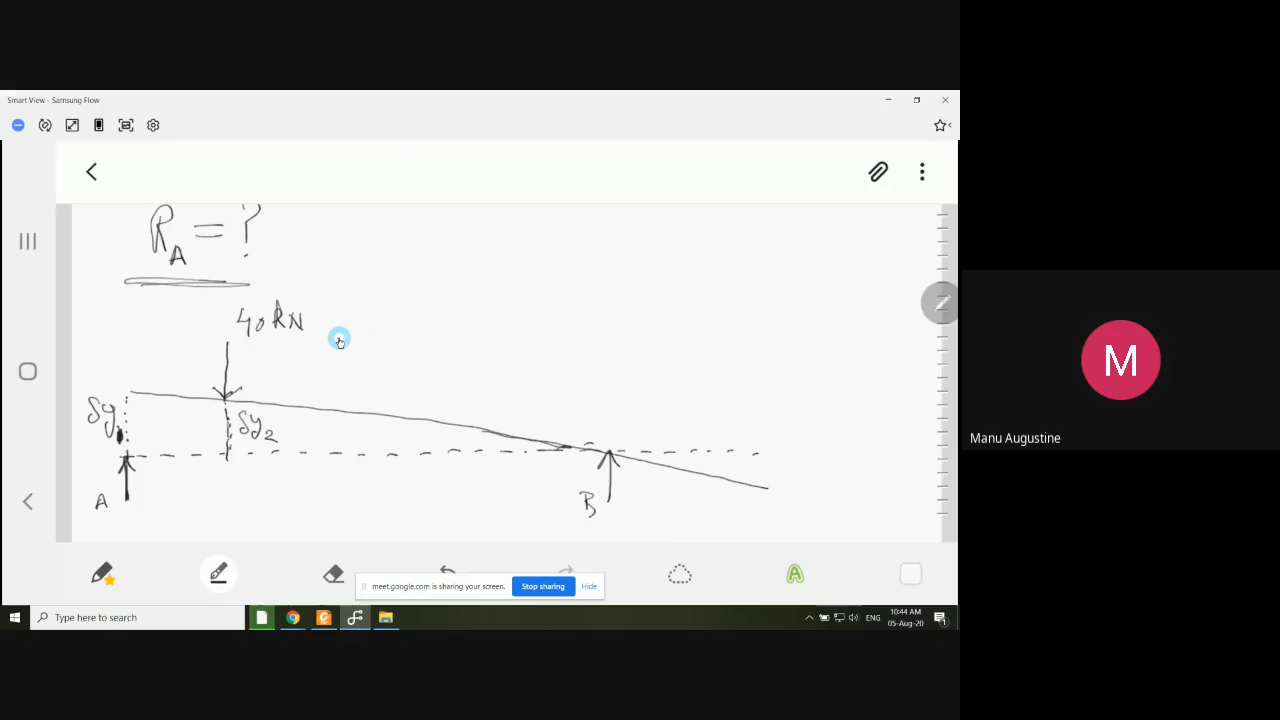 Smart View - Samsung Flow
R_A = ?
40 kN
δy₁
δy₂
A
B
meet.google.com is sharing your screen.
Stop sharing
Hide
Type here to search
ENG
10:44 AM
05-Aug-20
1
M
Manu Augustine